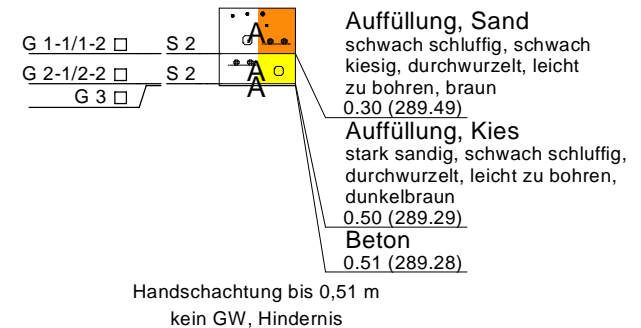 G 1-1/1-2 □ S 2
G 2-1/2-2 □ S 2
G 3 □
A
A
A
Auffüllung, Sand
schwach schluffig, schwach
kiesig, durchwurzelt, leicht
zu bohren, braun
0.30 (289.49)
Auffüllung, Kies
stark sandig, schwach schluffig,
durchwurzelt, leicht zu bohren,
dunkelbraun
0.50 (289.29)
Beton
0.51 (289.28)
Handschachtung bis 0,51 m
kein GW, Hindernis